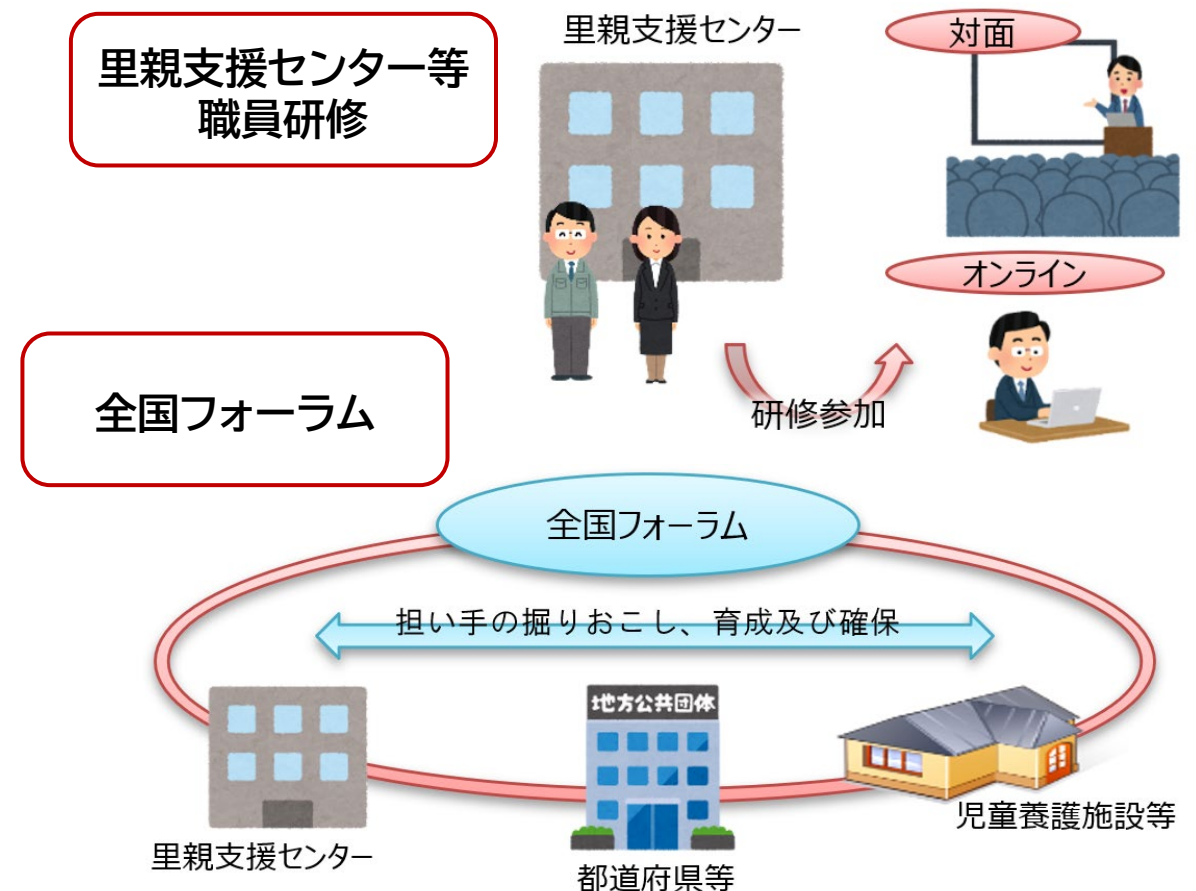 里親支援センター等
職員研修
里親支援センター
対面
オンライン
研修参加
全国フォーラム
全国フォーラム
担い手の掘りおこし、育成及び確保
地方公共団体
里親支援センター
都道府県等
児童養護施設等